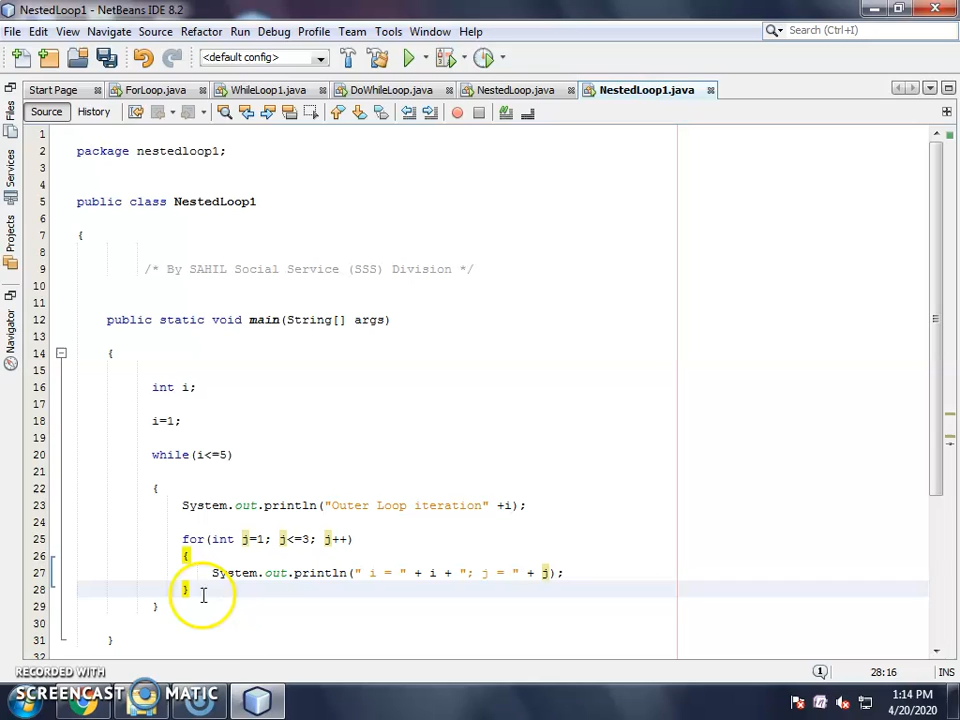 NestedLoop1 - NetBeans IDE 8.2
File Edit View Navigate Source Refactor Run Debug Profile Team Tools Window Help
Search (Ctrl+I)
<default config>
Start Page ForLoop.java WhileLoop1.java DoWhileLoop.java NestedLoop.java NestedLoop1.java
Source History
Files
Services
Projects
Navigator
1
2 package nestedloop1;
3
4
5 public class NestedLoop1
6
7 {
8
9 /* By SAHIL Social Service (SSS) Division */
10
11
12 public static void main(String[] args)
13
14 {
15
16 int i;
17
18 i=1;
19
20 while(i<=5)
21
22 {
23 System.out.println("Outer Loop iteration" +i);
24
25 for(int j=1; j<=3; j++)
26 {
27 System.out.println(" i = " + i + "; j = " + j);
28 }
29 }
30
31 }
32
28:16 INS
RECORDED WITH
SCREENCAST MATIC
1:14 PM
4/20/2020